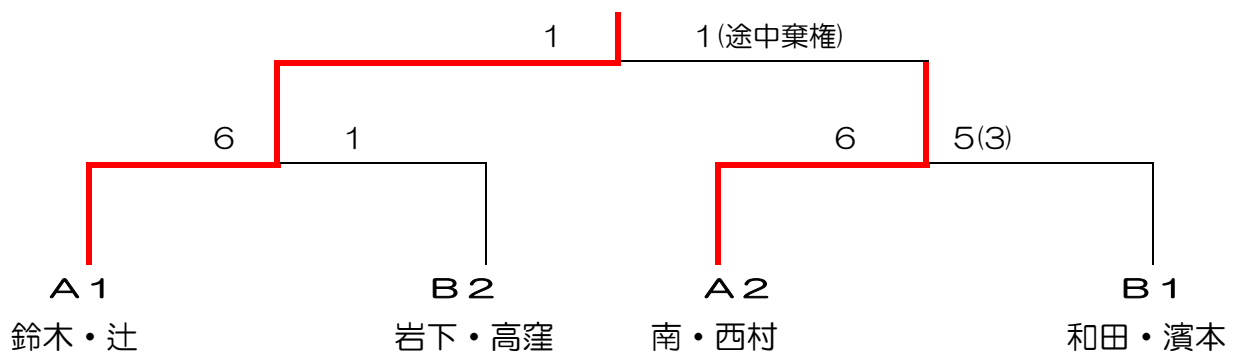 １　１(途中棄権)
６　１　６　５(３)
Ａ１　Ｂ２　Ａ２　Ｂ１
鈴木・辻　岩下・高窪　南・西村　和田・濱本